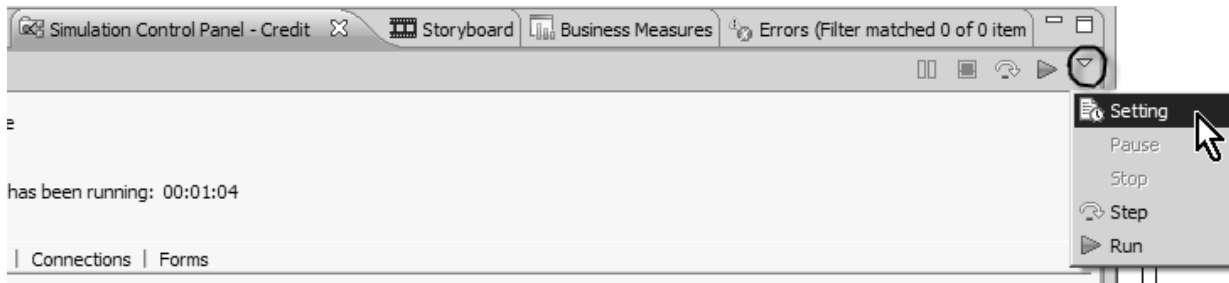 Simulation Control Panel - Credit Storyboard Business Measures Errors (Filter matched 0 of 0 item
Setting
e
Pause
has been running: 00:01:04
Stop
Step
| Connections | Forms
Run